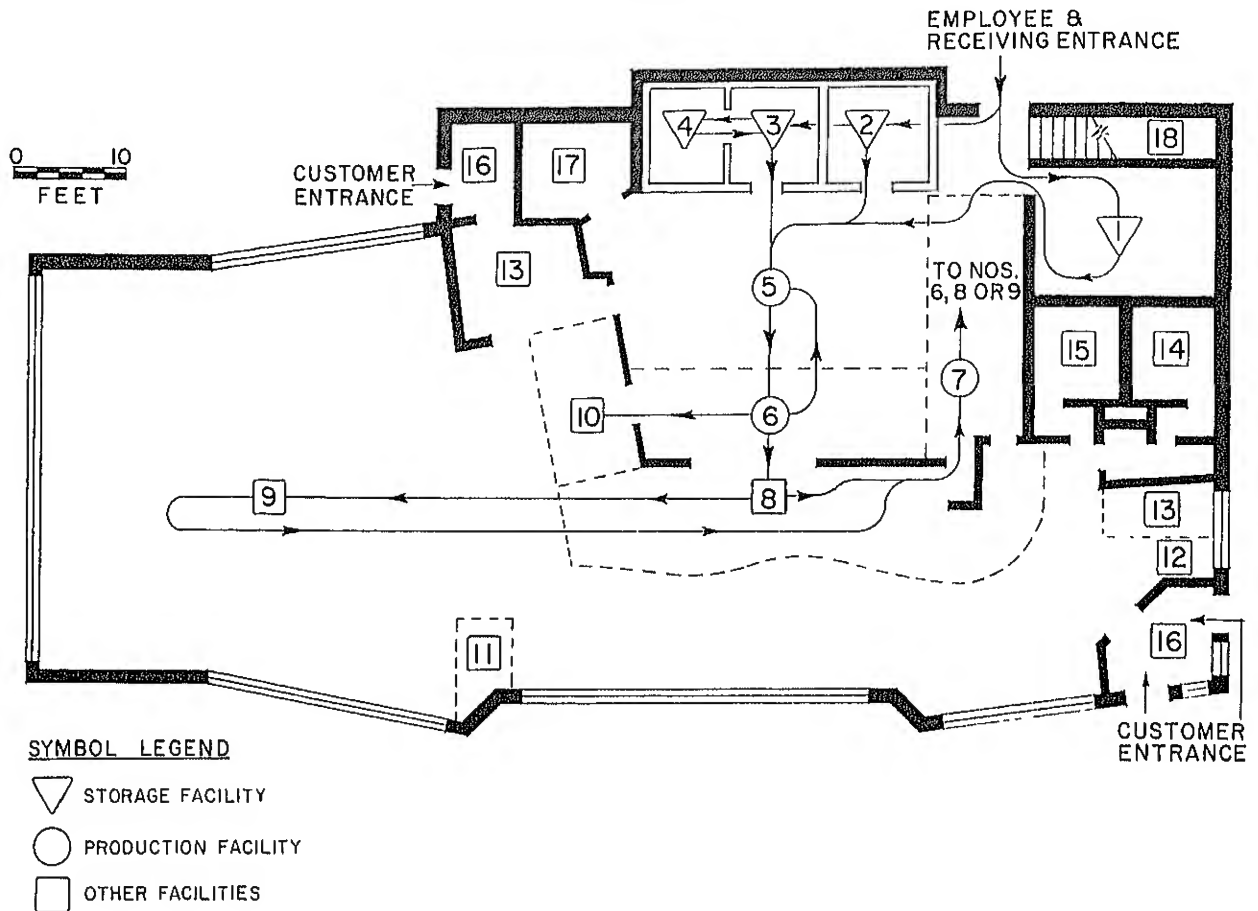 EMPLOYEE &
RECEIVING ENTRANCE
0 10
FEET
CUSTOMER
ENTRANCE
16
17
4
3
2
18
1
13
5
TO NOS.
6, 8 OR 9
15
14
7
10
6
9
8
13
12
11
16
CUSTOMER
ENTRANCE
SYMBOL LEGEND
STORAGE FACILITY
PRODUCTION FACILITY
OTHER FACILITIES